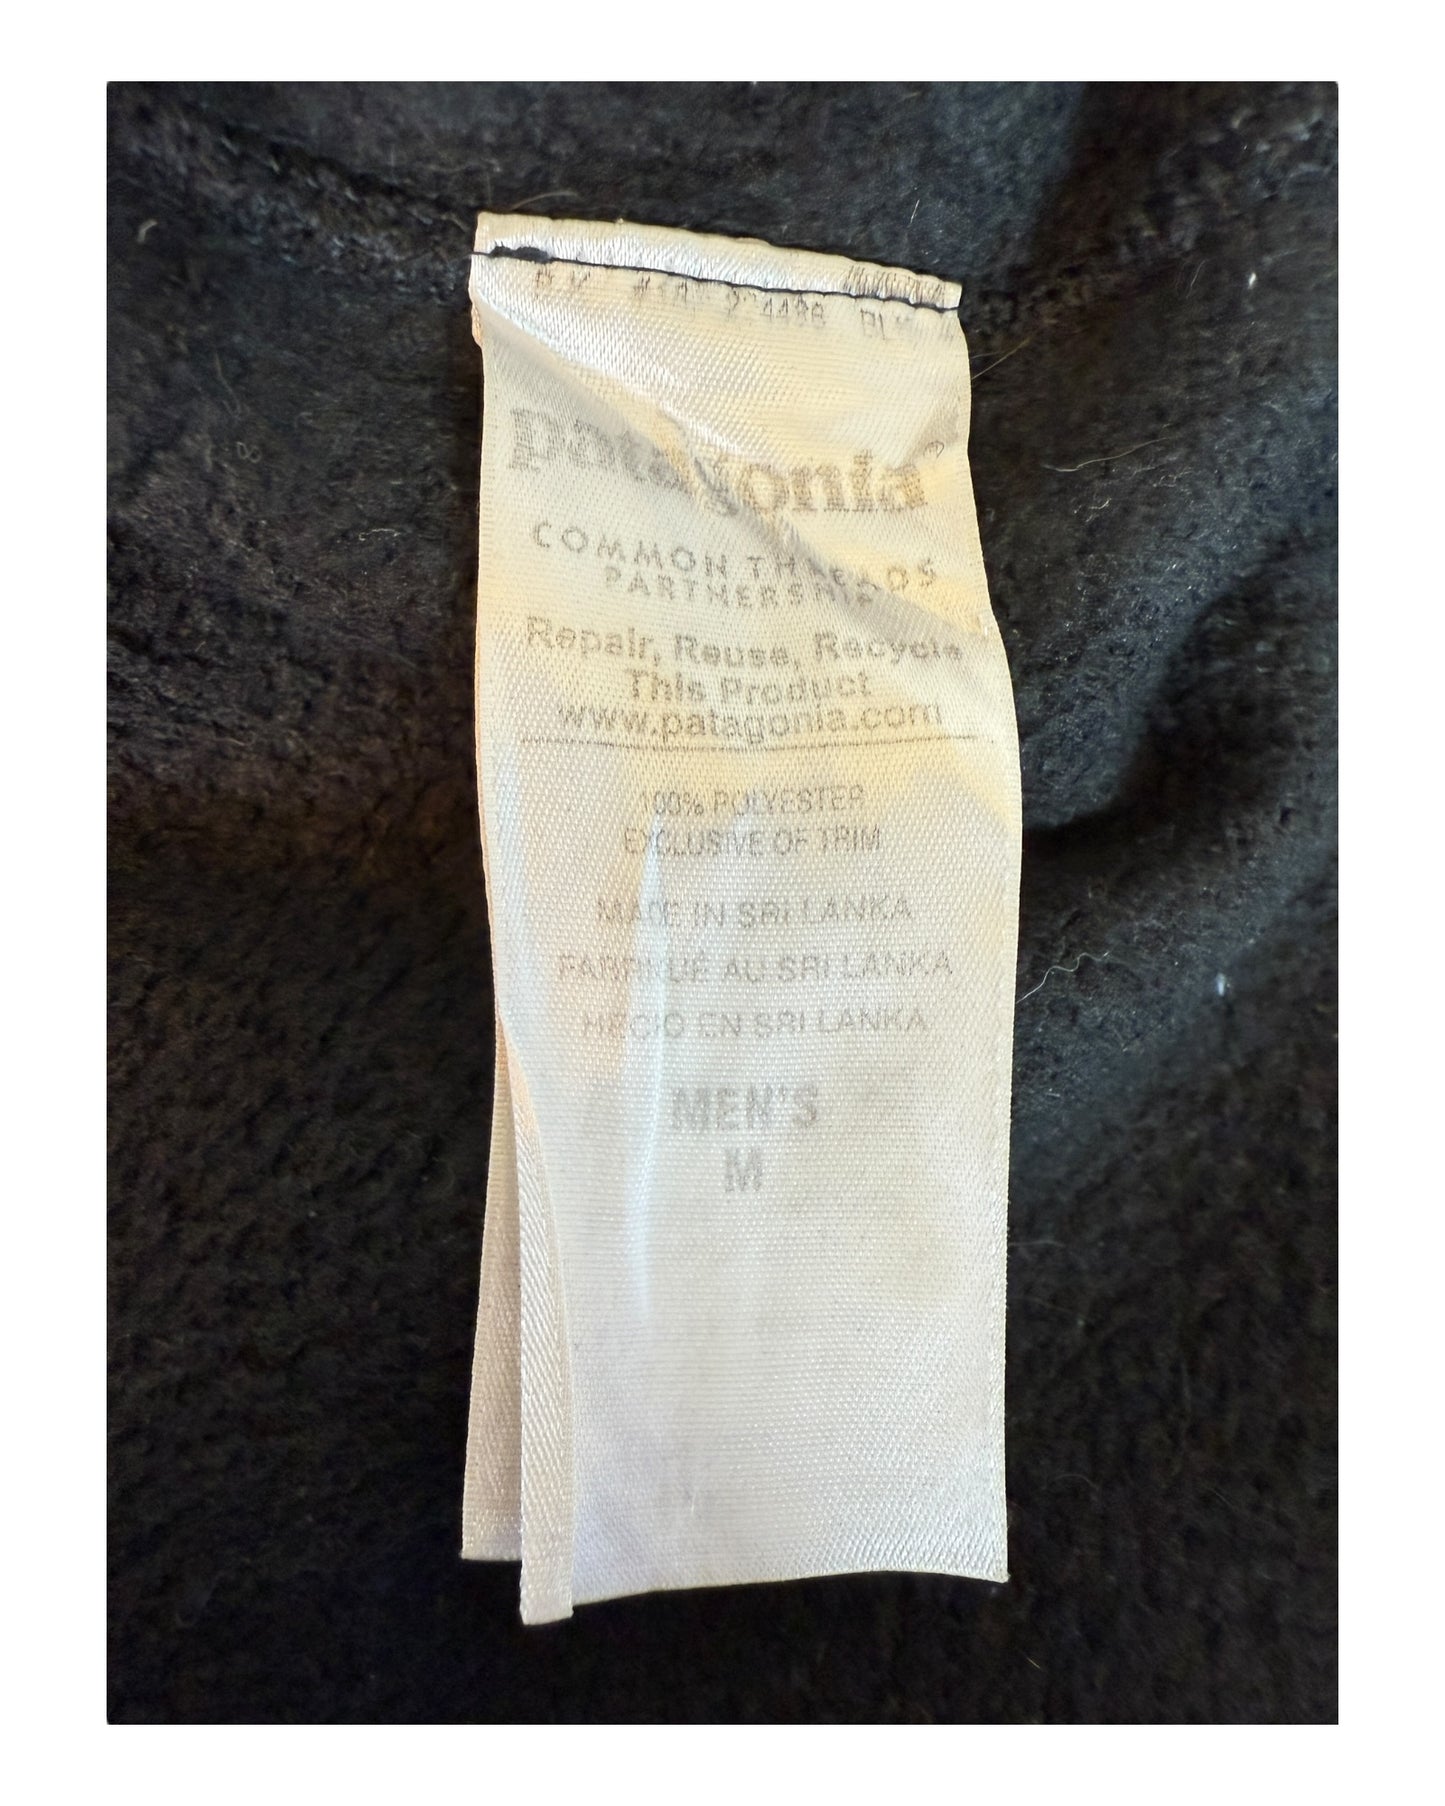 4498
patagonia®
COMMON THREADS
PARTNERSHIP
Repair, Reuse, Recycle
This Product
www.patagonia.com
100% POLYESTER
EXCLUSIVE OF TRIM
MADE IN SRI LANKA
FABRIQUÉ AU SRI LANKA
HECHO EN SRI LANKA
MEN'S
M